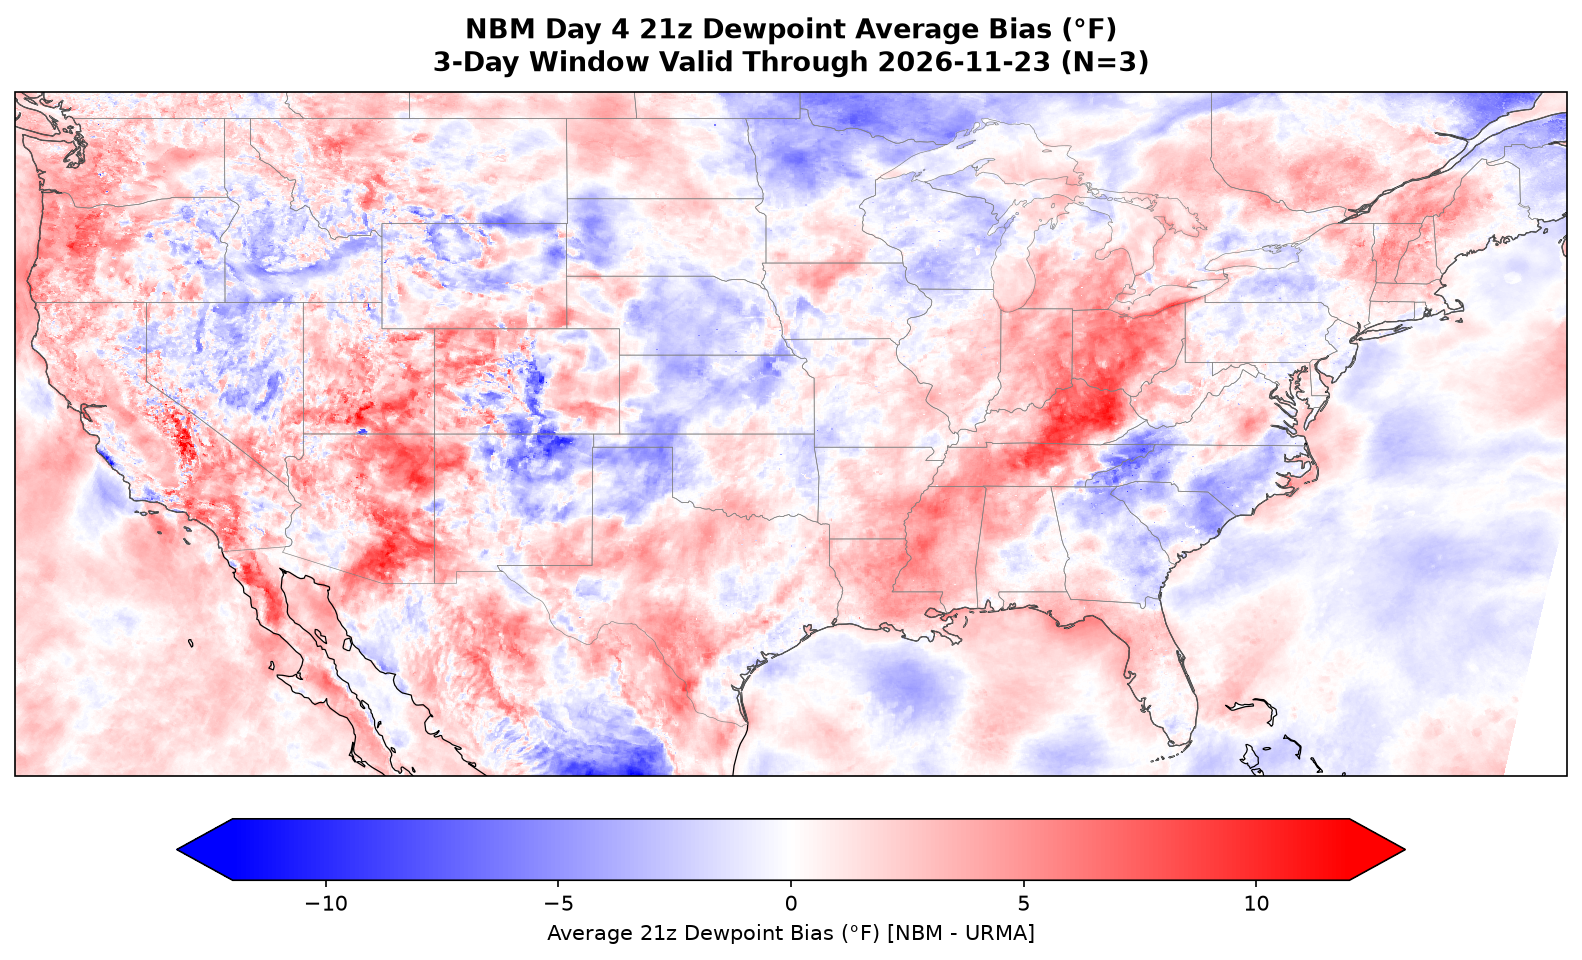 NBM Day 4 21z Dewpoint Average Bias (°F)
3-Day Window Valid Through 2026-11-23 (N=3)
−10 −5 0 5 10
Average 21z Dewpoint Bias (°F) [NBM - URMA]